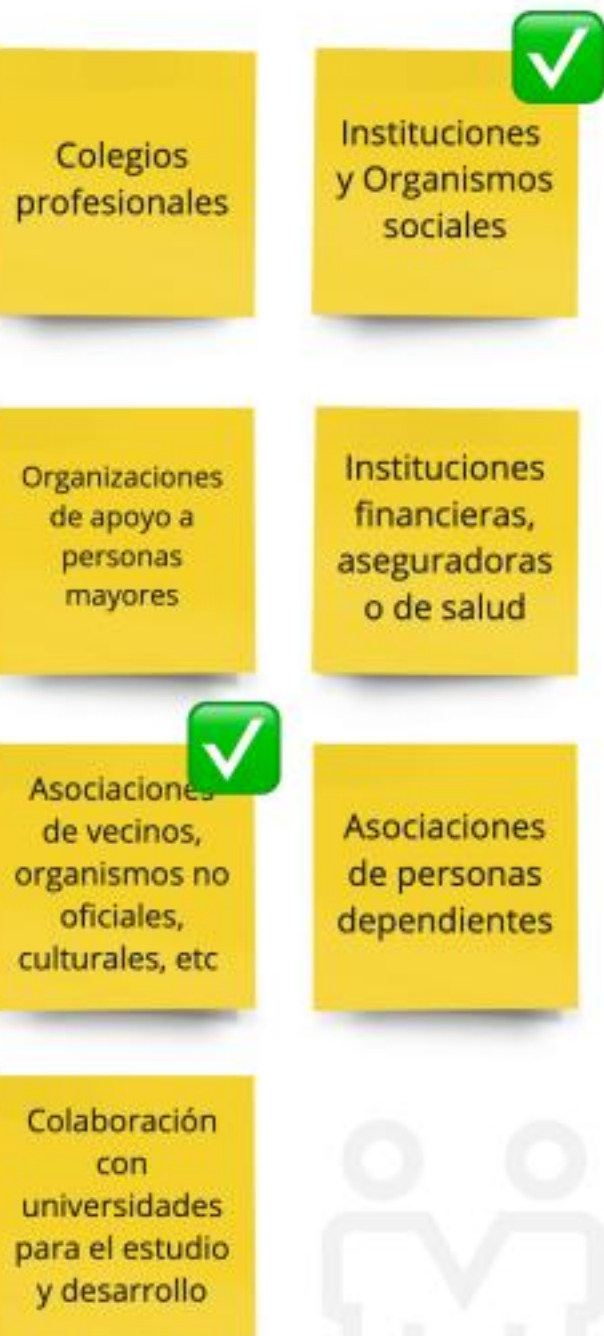 Colegios
profesionales
Instituciones
y Organismos
sociales
Organizaciones
de apoyo a
personas
mayores
Instituciones
financieras,
aseguradoras
o de salud
Asociaciones
de vecinos,
organismos no
oficiales,
culturales, etc
Asociaciones
de personas
dependientes
Colaboración
con
universidades
para el estudio
y desarrollo